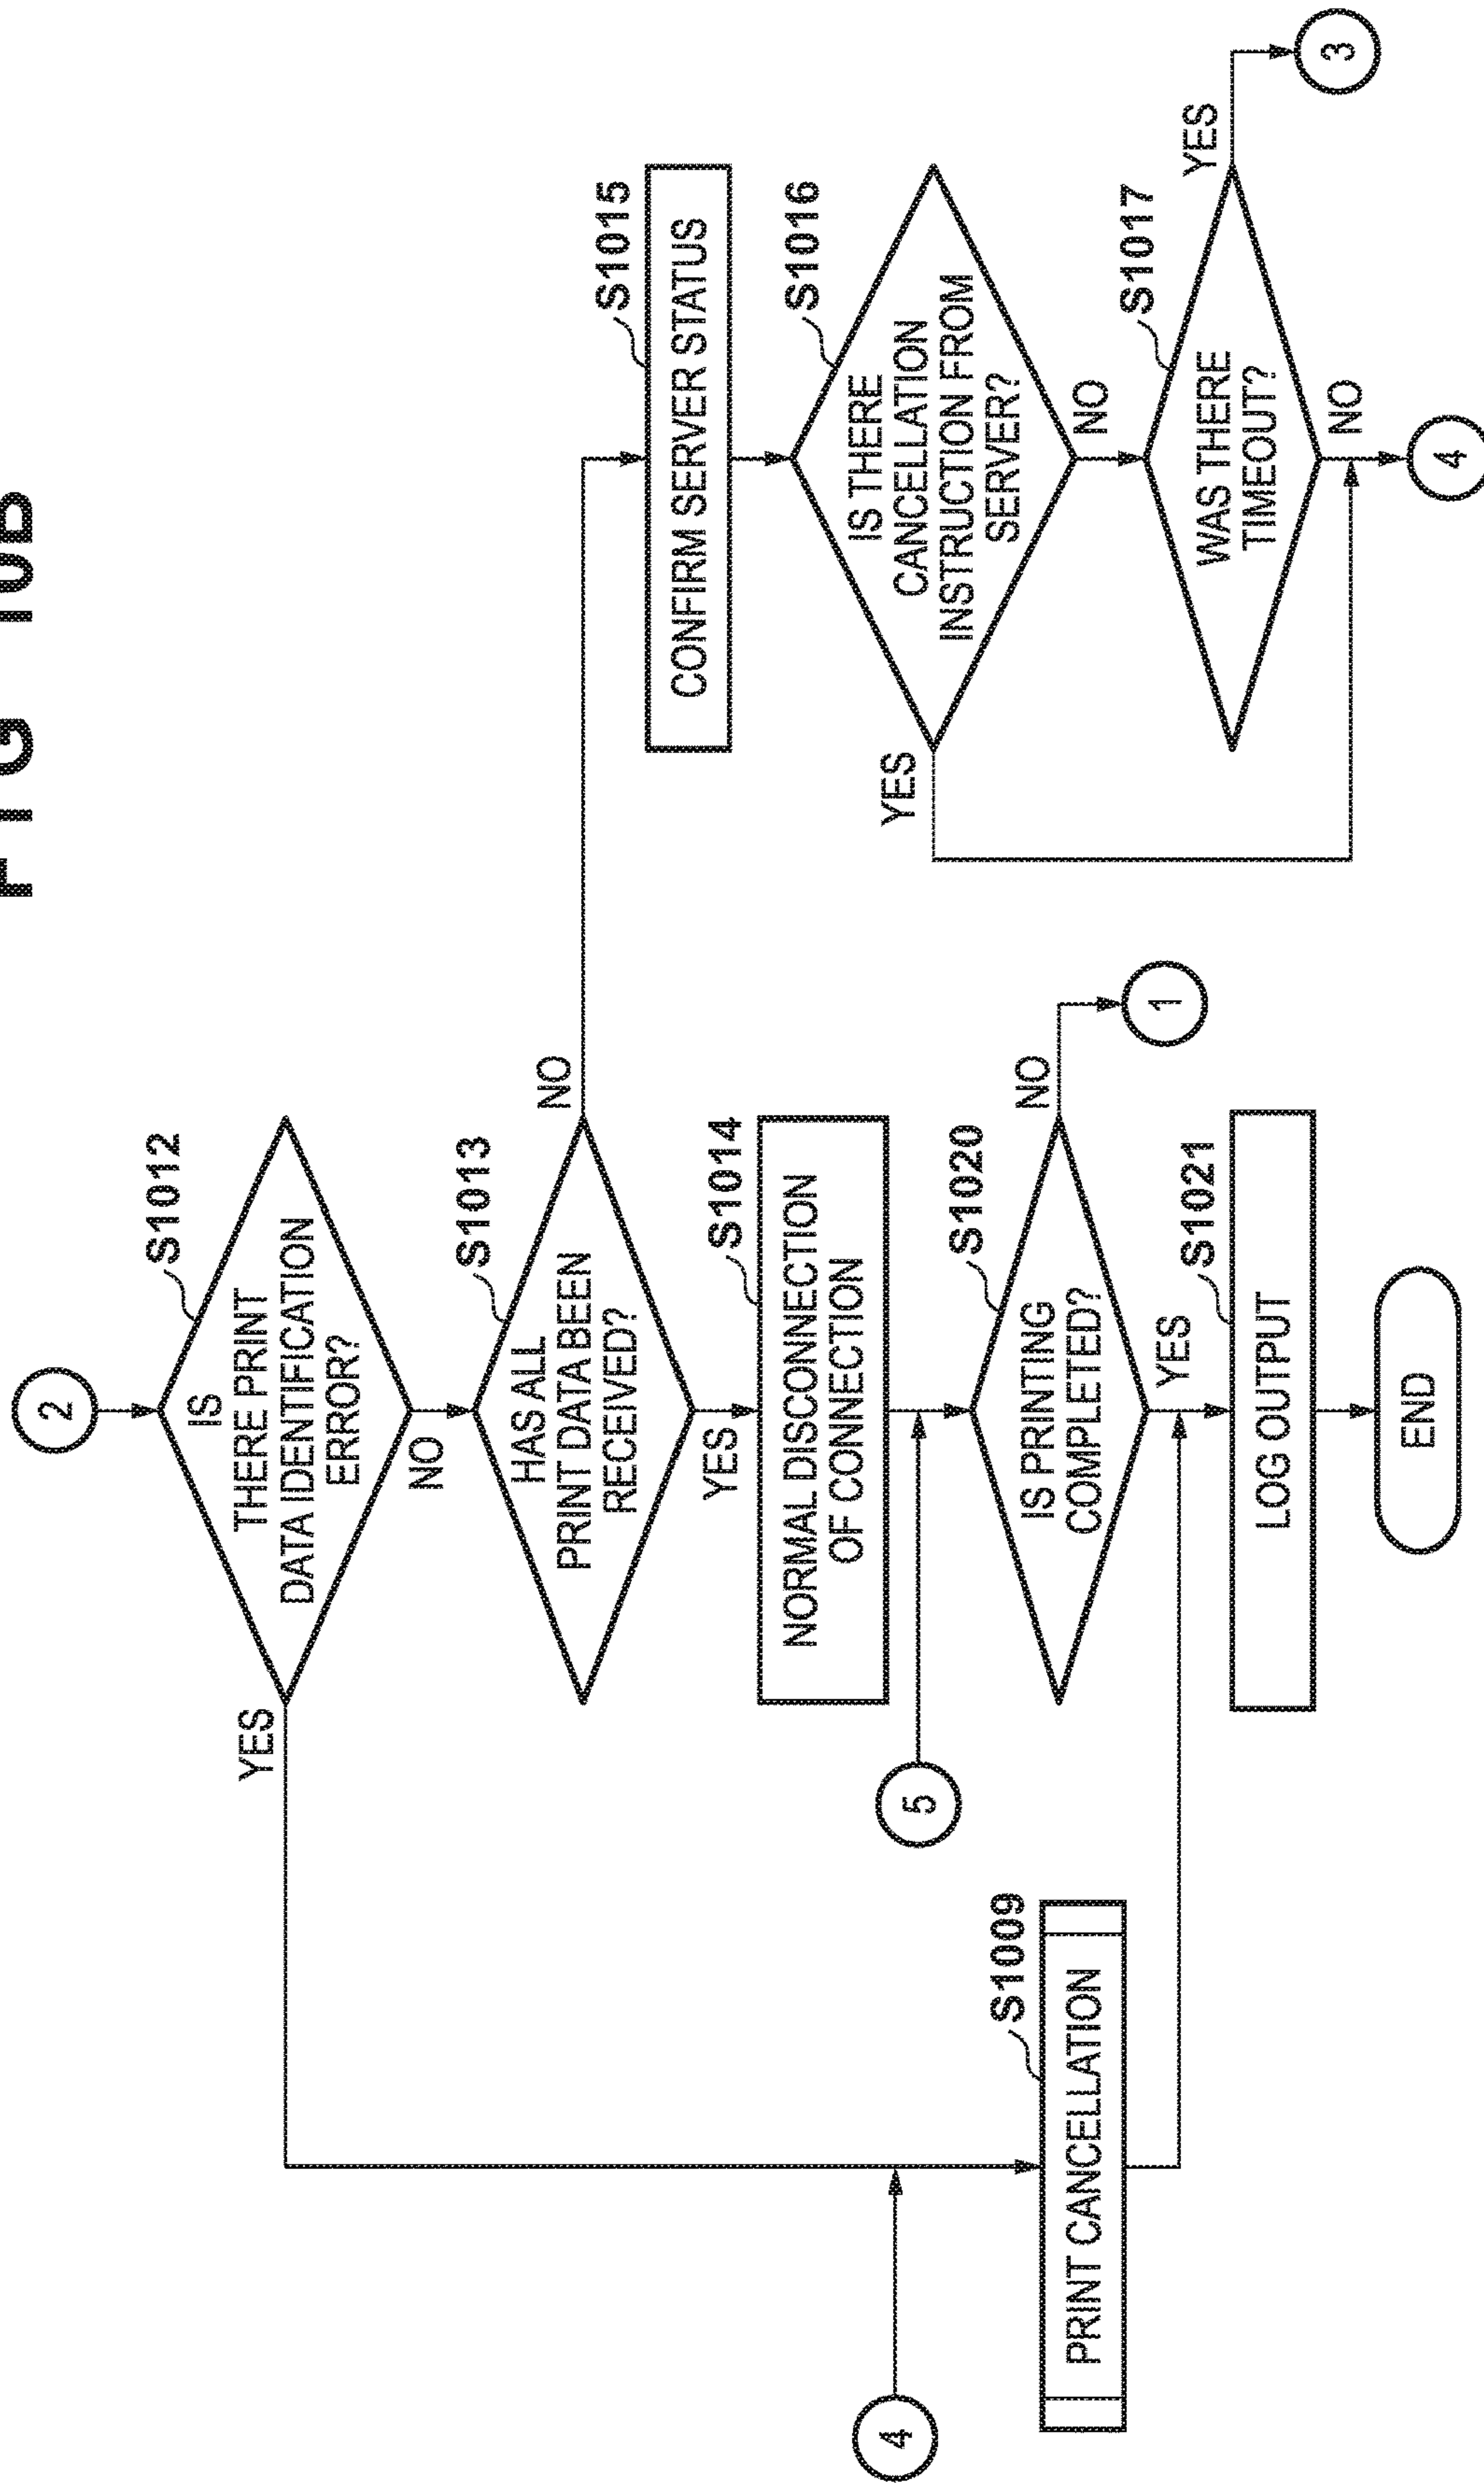 FIG 10B
2
S1012
IS
THERE PRINT
DATA IDENTIFICATION
ERROR?
YES
NO
S1013
HAS ALL
PRINT DATA BEEN
RECEIVED?
NO
YES
S1014
NORMAL DISCONNECTION
OF CONNECTION
5
S1020
IS PRINTING
COMPLETED?
NO
1
YES
4
S1009
PRINT CANCELLATION
S1021
LOG OUTPUT
END
S1015
CONFIRM SERVER STATUS
S1016
IS THERE
CANCELLATION
INSTRUCTION FROM
SERVER?
YES
NO
S1017
WAS THERE
TIMEOUT?
YES
3
NO
4